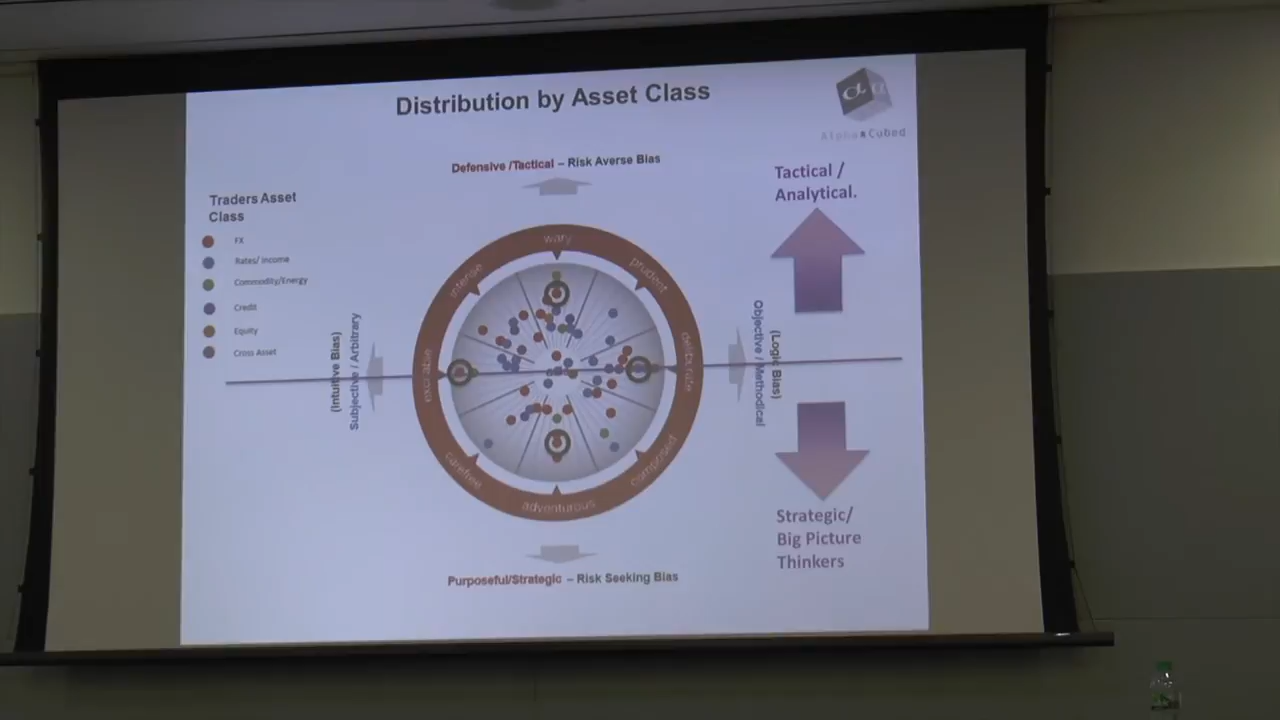 Distribution by Asset Class
α α
Alpha Cubed
Defensive /Tactical – Risk Averse Bias
Tactical /
Analytical.
Traders Asset
Class
FX
Rates/ Income
Commodity/Energy
Credit
Equity
Cross Asset
(Intuitive Bias)
Subjective / Arbitrary
wary
prudent
deliberate
composed
adventurous
carefree
excitable
intense
(Logic Bias)
Objective / Methodical
Strategic/
Big Picture
Thinkers
Purposeful/Strategic – Risk Seeking Bias